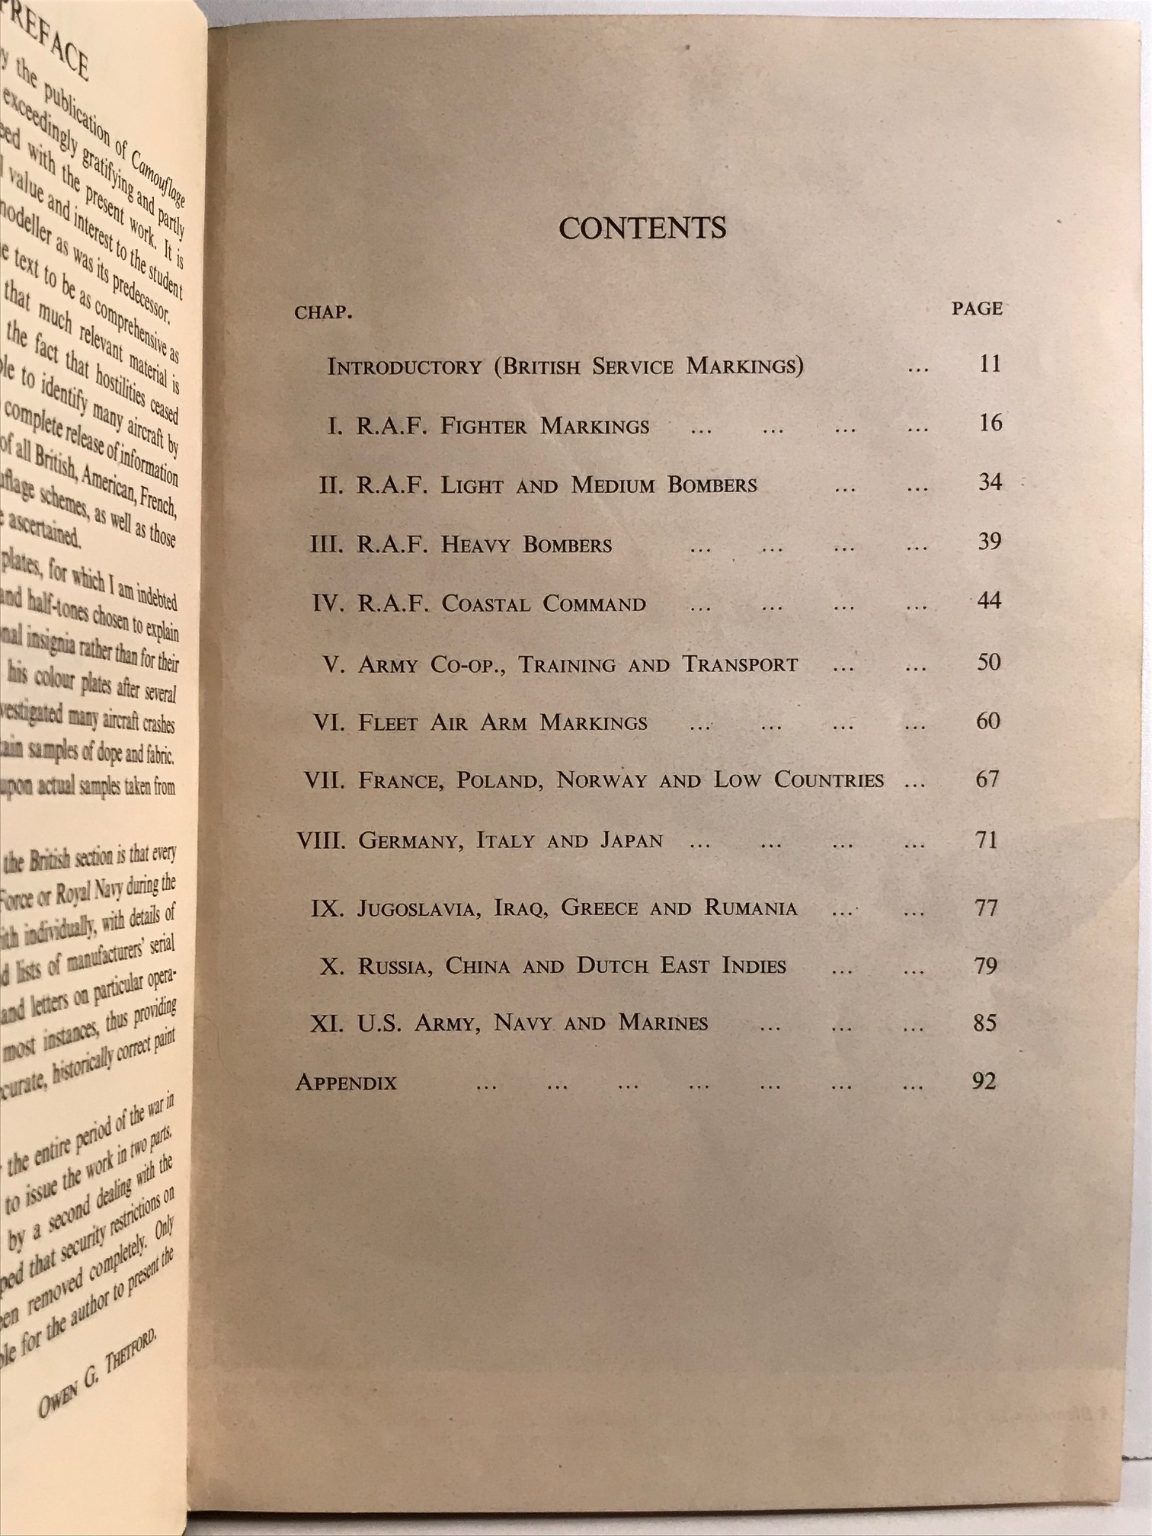 PREFACE
the publication of Camouflage
exceedingly gratifying and partly
with the present work. It is
value and interest to the student
modeller as was its predecessor.
text to be as comprehensive as
that much relevant material is
the fact that hostilities ceased
to identify many aircraft by
complete release of information
of all British, American, French,
schemes, as well as those
ascertained.
plates, for which I am indebted
and half-tones chosen to explain
insignia rather than for their
his colour plates after several
investigated many aircraft crashes
samples of dope and fabric.
upon actual samples taken from
the British section is that every
Force or Royal Navy during the
individually, with details of
lists of manufacturers' serial
and letters on particular opera-
most instances, thus providing
accurate, historically correct paint
the entire period of the war in
to issue the work in two parts.
by a second dealing with the
that security restrictions on
removed completely. Only
for the author to present the
OWEN G. THETFORD.
CONTENTS
CHAP. PAGE
INTRODUCTORY (BRITISH SERVICE MARKINGS) ... 11
I. R.A.F. FIGHTER MARKINGS ... ... ... ... 16
II. R.A.F. LIGHT AND MEDIUM BOMBERS ... ... 34
III. R.A.F. HEAVY BOMBERS ... ... ... ... 39
IV. R.A.F. COASTAL COMMAND ... ... ... ... 44
V. ARMY CO-OP., TRAINING AND TRANSPORT ... ... 50
VI. FLEET AIR ARM MARKINGS ... ... ... ... 60
VII. FRANCE, POLAND, NORWAY AND LOW COUNTRIES ... 67
VIII. GERMANY, ITALY AND JAPAN ... ... ... ... 71
IX. JUGOSLAVIA, IRAQ, GREECE AND RUMANIA ... ... 77
X. RUSSIA, CHINA AND DUTCH EAST INDIES ... ... 79
XI. U.S. ARMY, NAVY AND MARINES ... ... ... 85
APPENDIX ... ... ... ... ... ... ... 92